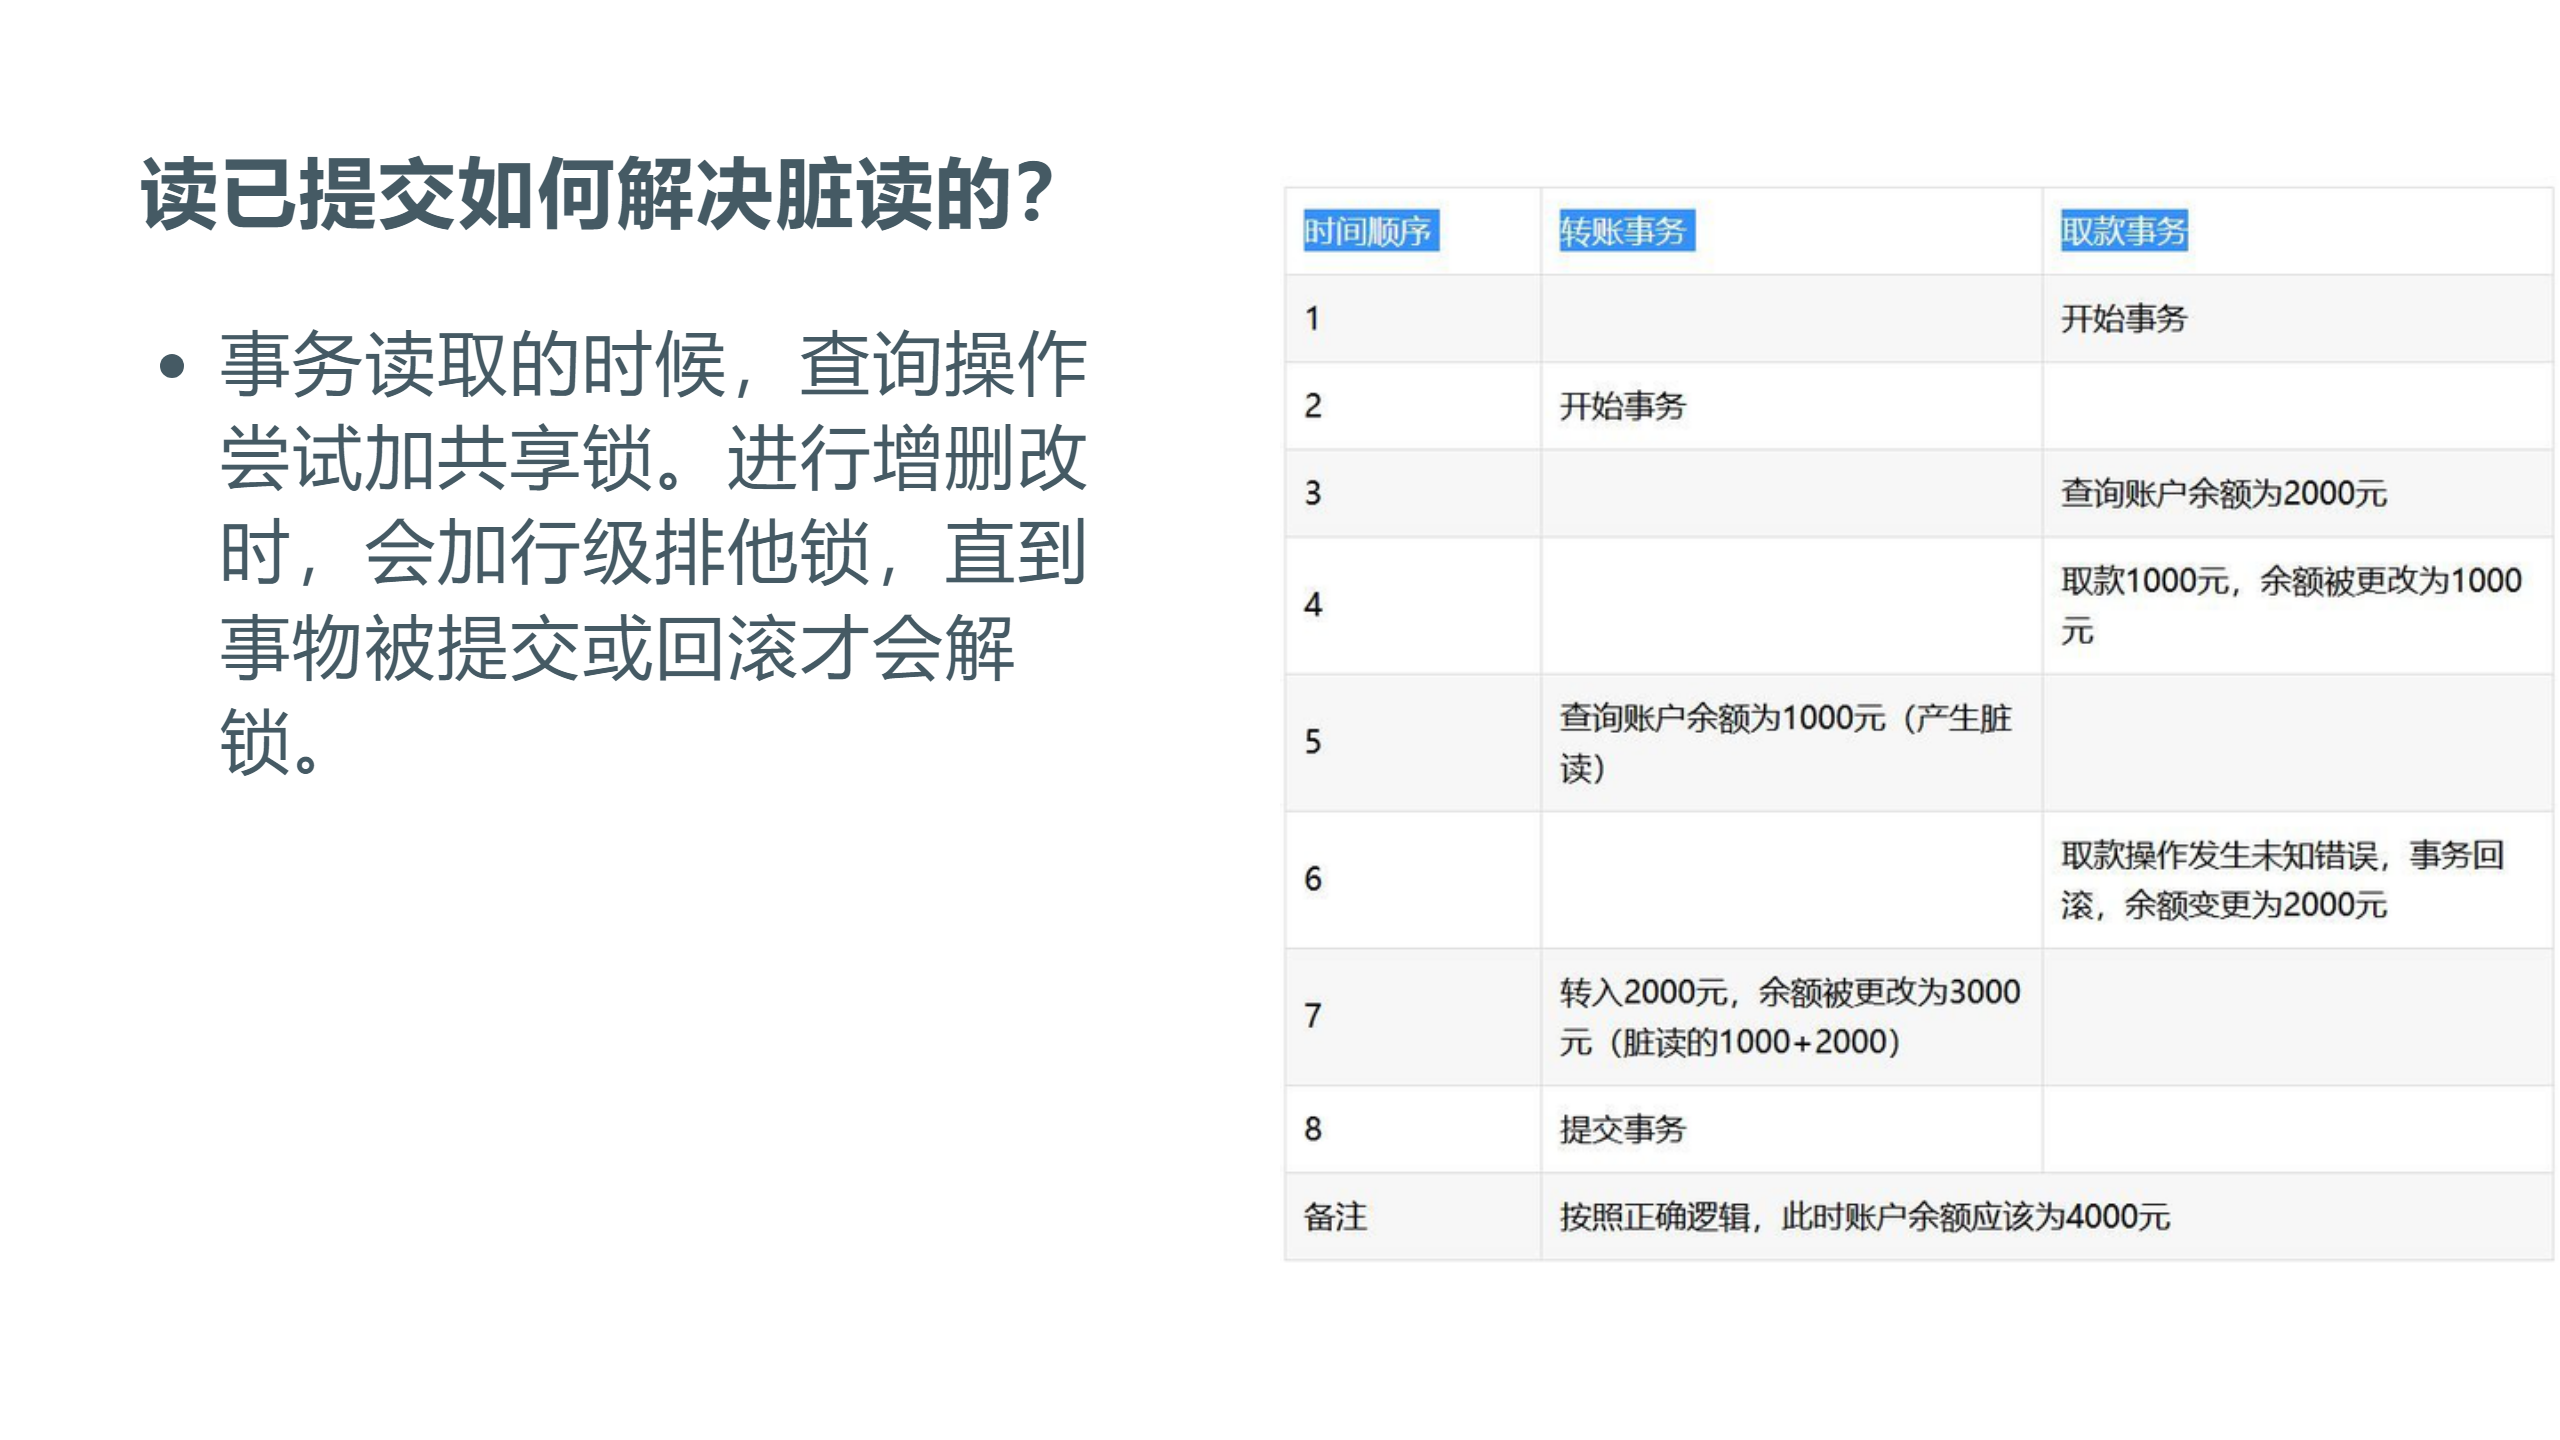 读已提交如何解决脏读的？
• 事务读取的时候，查询操作
尝试加共享锁。进行增删改
时，会加行级排他锁，直到
事物被提交或回滚才会解
锁。
时间顺序 转账事务 取款事务
1 开始事务
2 开始事务
3 查询账户余额为2000元
4 取款1000元，余额被更改为1000
元
5 查询账户余额为1000元（产生脏
读）
6 取款操作发生未知错误，事务回
滚，余额变更为2000元
7 转入2000元，余额被更改为3000
元（脏读的1000+2000）
8 提交事务
备注 按照正确逻辑，此时账户余额应该为4000元